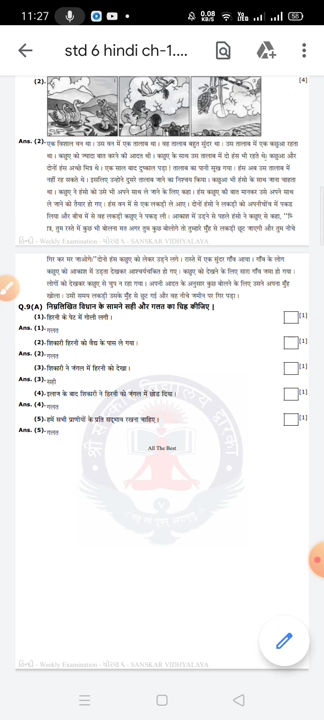 11:27
0.08 KB/S
58
std 6 hindi ch-1....
(2).
[4]
Ans. (2)- एक विशाल वन था। उस वन में एक तालाब था। वह तालाब बहुत सुंदर था। उस तालाब में एक कछुआ रहता
था। कछुए को ज्यादा बात करने की आदत थी। कछुए के साथ उस तालाब में दो हंस भी रहते थे। कछुआ और
दोनों हंस अच्छे मित्र थे। एक साल बाद दुष्काल पड़ा। तालाब का पानी सूख गया। हंस अब उस तालाब में
नहीं रह सकते थे। इसलिए उन्होंने दुसरे तालाब जाने का निश्चय किया। कछुआ भी हंसो के साथ जाना चाहता
था। कछुए ने हंसो को उसे भी अपने साथ ले जाने के लिए कहा। हंस कछुए की बात मानकर उसे अपने साथ
ले जाने को तैयार हो गए। हंस वन में से एक लकड़ी ले आए। दोनों हंसो ने लकड़ी को अपनीचोंच में पकड
लिया और बीच में से वह लकड़ी कछुए ने पकड़ ली। आकाश में उड़ने से पहले हंसो ने कछुए से कहा, "मि
त्र, तुम रस्ते में कुछ भी बोलना मत अगर तुम कुछ बोलोगे तो तुम्हारे मुँह से लकड़ी छूट जाएगी और तुम नीचे
गिर कर मर जाओगे।"दोनो हंस कछुए को लेकर उड़ने लगे। रास्ते में एक सुंदर गाँव आया। गाँव के लोग
कछुए को आकाश में उड़ता देखकर आश्चर्यचकित हो गए। कछुए को देखने के लिए सारा गाँव जमा हो गया।
लोगों को देखकर कछुए से चुप न रहा गया। अपनी आदत के अनुसार कुछ बोलने के लिए उसने अपना मुँह
खोला। उसी समय लकड़ी उसके मुँह से छूट गई और वह नीचे जमीन पर गिर पड़ा।
Q.9(A) निम्नलिखित विधान के सामने सही और गलत का चिह्न कीजिए |
(1)-हिरनी के पेट में गोली लगी। [1]
Ans. (1)-गलत
(2)-शिकारी हिरनी को वैद्य के पास ले गया। [1]
Ans. (2)-गलत
(3)-शिकारी ने जंगल में हिरनी को देखा। [1]
Ans. (3)-सही
(4)-इलाज के बाद शिकारी ने हिरनी को जंगल में छोड दिया। [1]
Ans. (4)-गलत
(5)-हमें सभी प्राणीयों के प्रति सद्भाव रखना चाहिए। [1]
Ans. (5)-गलत
All The Best
हिन्दी - Weekly Examination - ધોરણ 6 - SANSKAR VIDHYALAYA